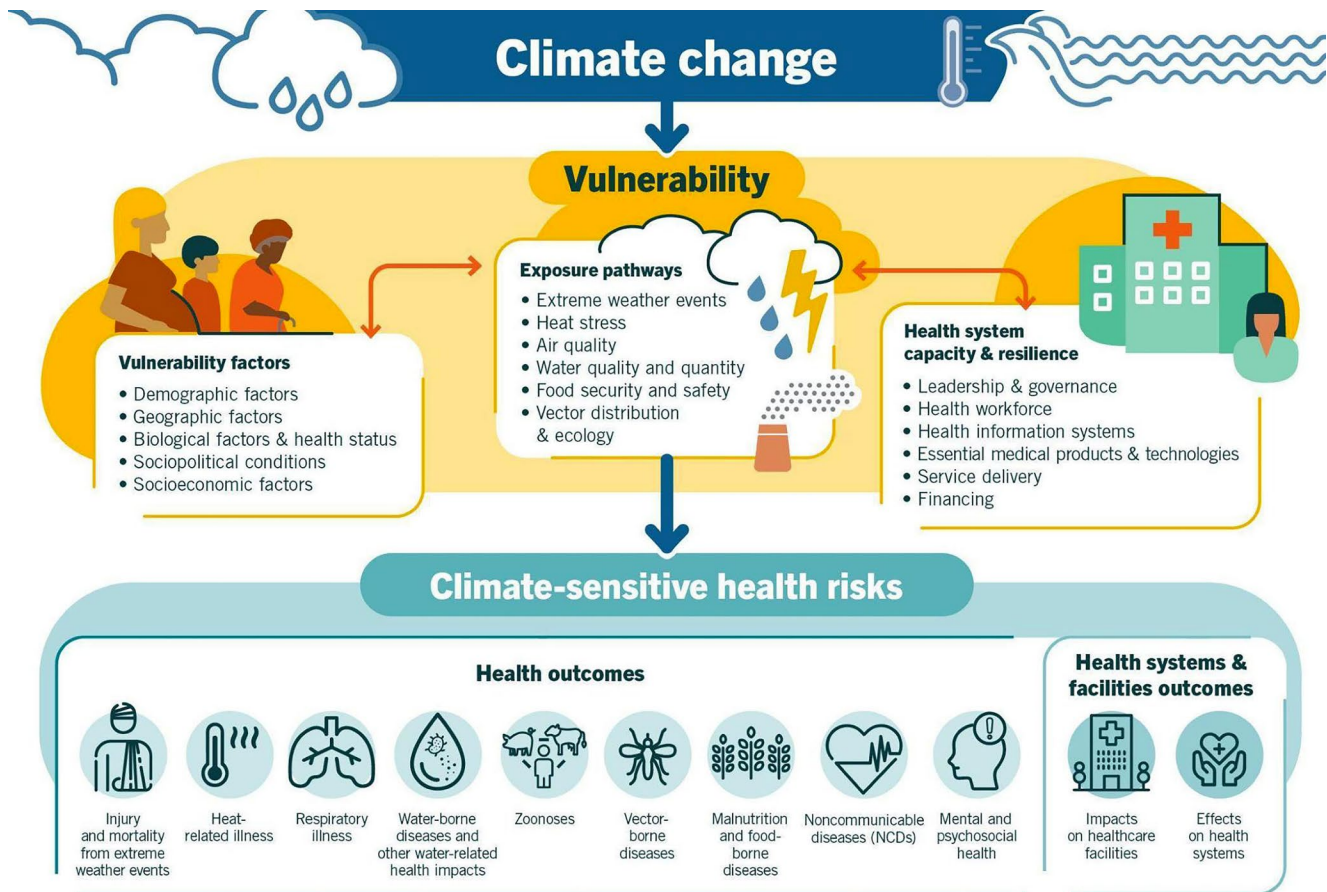 Climate change
Vulnerability
Vulnerability factors
• Demographic factors
• Geographic factors
• Biological factors & health status
• Sociopolitical conditions
• Socioeconomic factors
Exposure pathways
• Extreme weather events
• Heat stress
• Air quality
• Water quality and quantity
• Food security and safety
• Vector distribution
& ecology
Health system
capacity & resilience
• Leadership & governance
• Health workforce
• Health information systems
• Essential medical products & technologies
• Service delivery
• Financing
Climate-sensitive health risks
Health outcomes
Injury
and mortality
from extreme
weather events
Heat-
related illness
Respiratory
illness
Water-borne
diseases and
other water-related
health impacts
Zoonoses
Vector-
borne
diseases
Malnutrition
and food-
borne
diseases
Noncommunicable
diseases (NCDs)
Mental and
psychosocial
health
Health systems &
facilities outcomes
Impacts
on healthcare
facilities
Effects
on health
systems